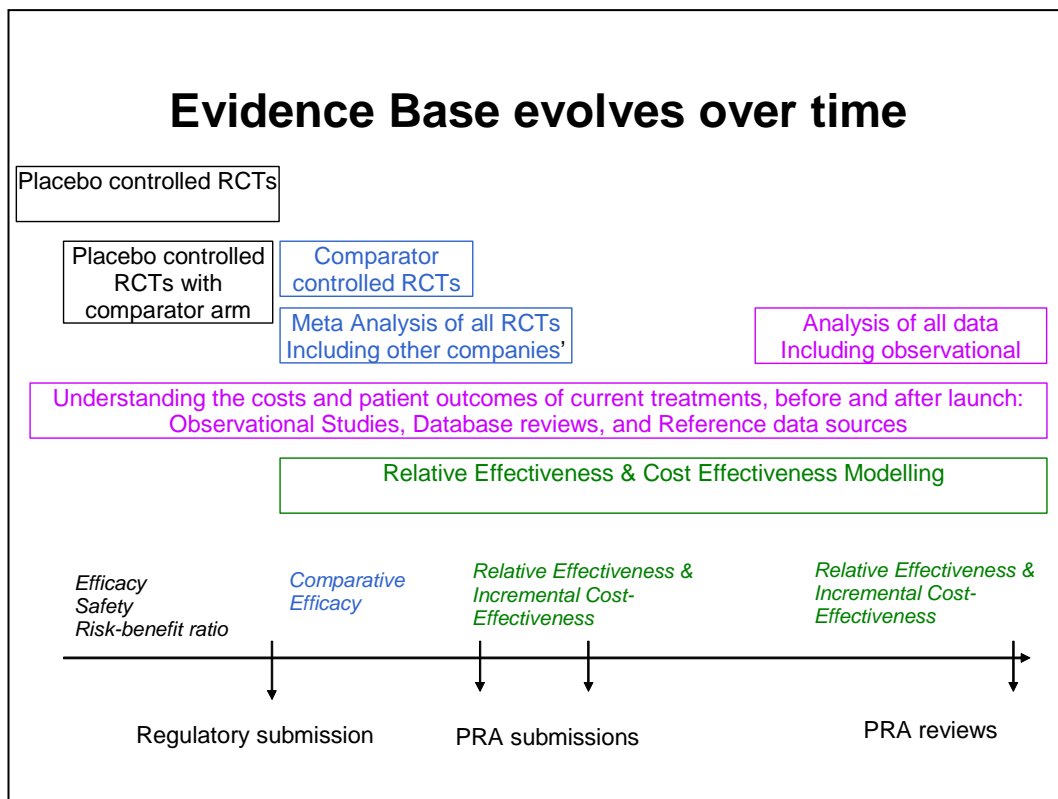 Evidence Base evolves over time
Placebo controlled RCTs
Placebo controlled
RCTs with
comparator arm
Comparator
controlled RCTs
Meta Analysis of all RCTs
Including other companies’
Analysis of all data
Including observational
Understanding the costs and patient outcomes of current treatments, before and after launch:
Observational Studies, Database reviews, and Reference data sources
Relative Effectiveness & Cost Effectiveness Modelling
Efficacy
Safety
Risk-benefit ratio
Comparative
Efficacy
Relative Effectiveness &
Incremental Cost-
Effectiveness
Relative Effectiveness &
Incremental Cost-
Effectiveness
Regulatory submission
PRA submissions
PRA reviews